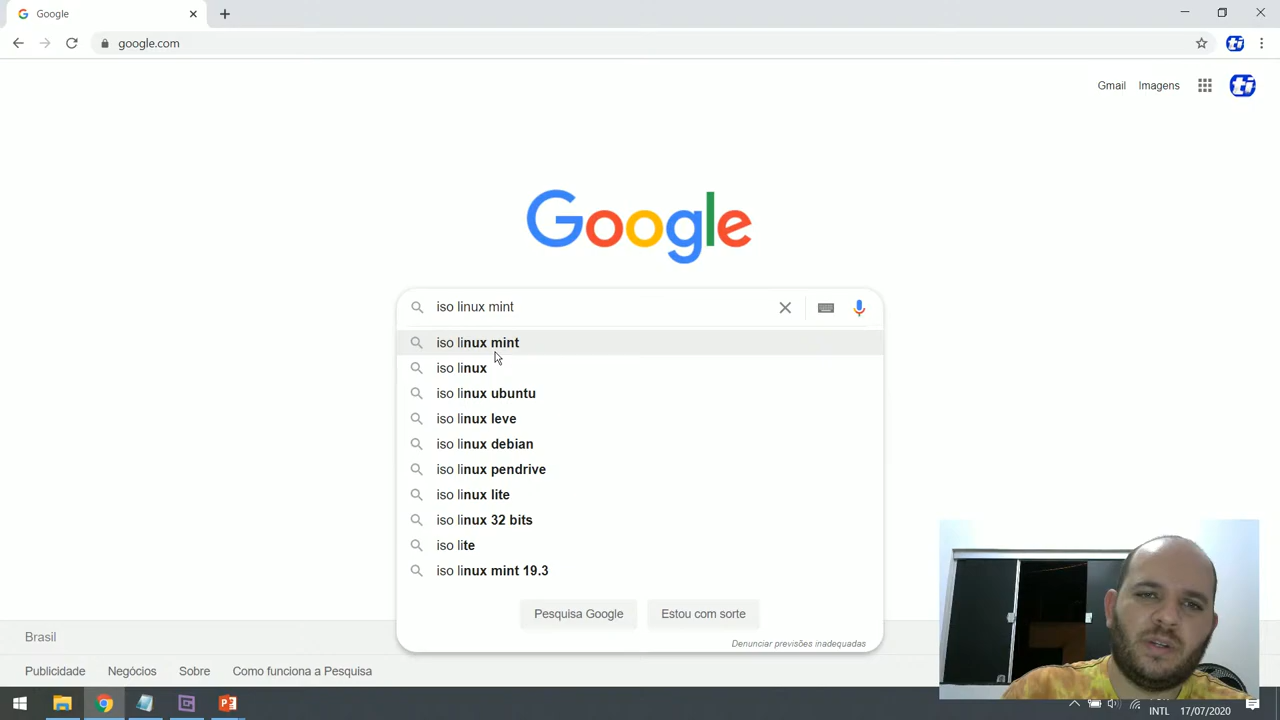 Google
google.com
Gmail Imagens ti
Google
iso linux mint
iso linux mint
iso linux
iso linux ubuntu
iso linux leve
iso linux debian
iso linux pendrive
iso linux lite
iso linux 32 bits
iso lite
iso linux mint 19.3
Pesquisa Google Estou com sorte
Denunciar previsões inadequadas
Brasil
Publicidade Negócios Sobre Como funciona a Pesquisa
INTL 17/07/2020